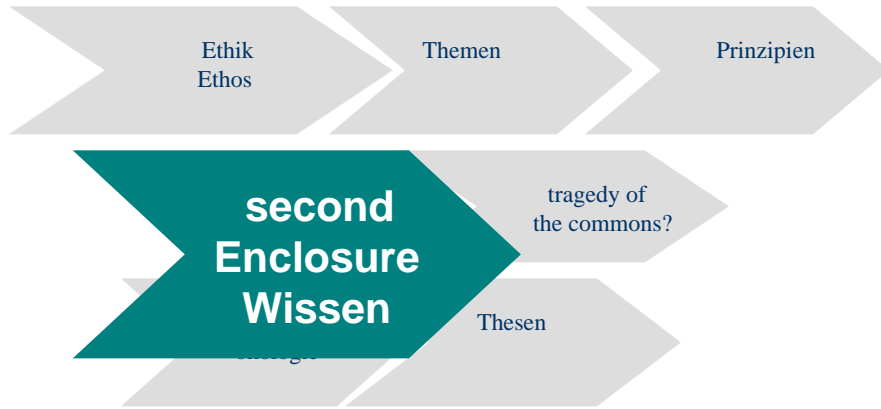 Ethik
Ethos
Themen
Prinzipien
second
Enclosure
Wissen
tragedy of
the commons?
Thesen